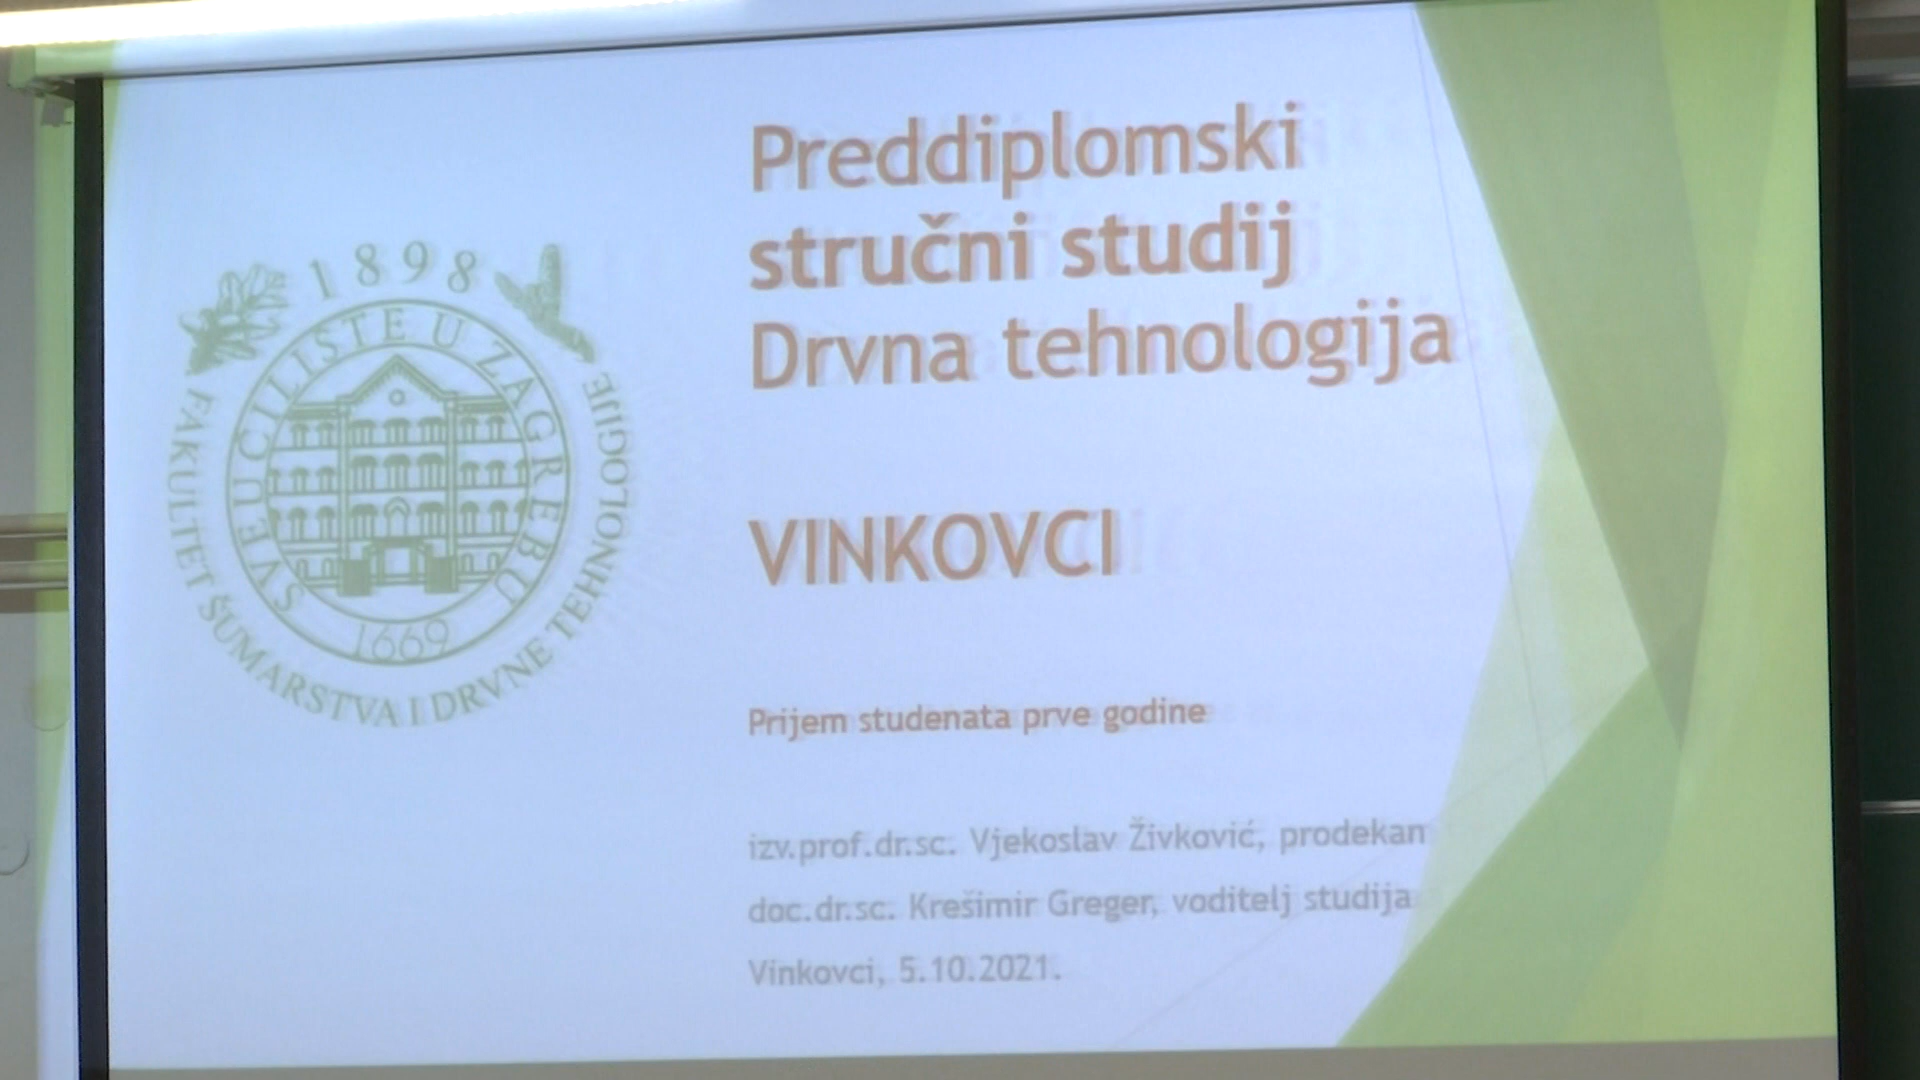 1898
SVEUČILIŠTE U ZAGREBU
1669
FAKULTET ŠUMARSTVA I DRVNE TEHNOLOGIJE
Preddiplomski
stručni studij
Drvna tehnologija
VINKOVCI
Prijem studenata prve godine
izv.prof.dr.sc. Vjekoslav Živković, prodekan
doc.dr.sc. Krešimir Greger, voditelj studija
Vinkovci, 5.10.2021.